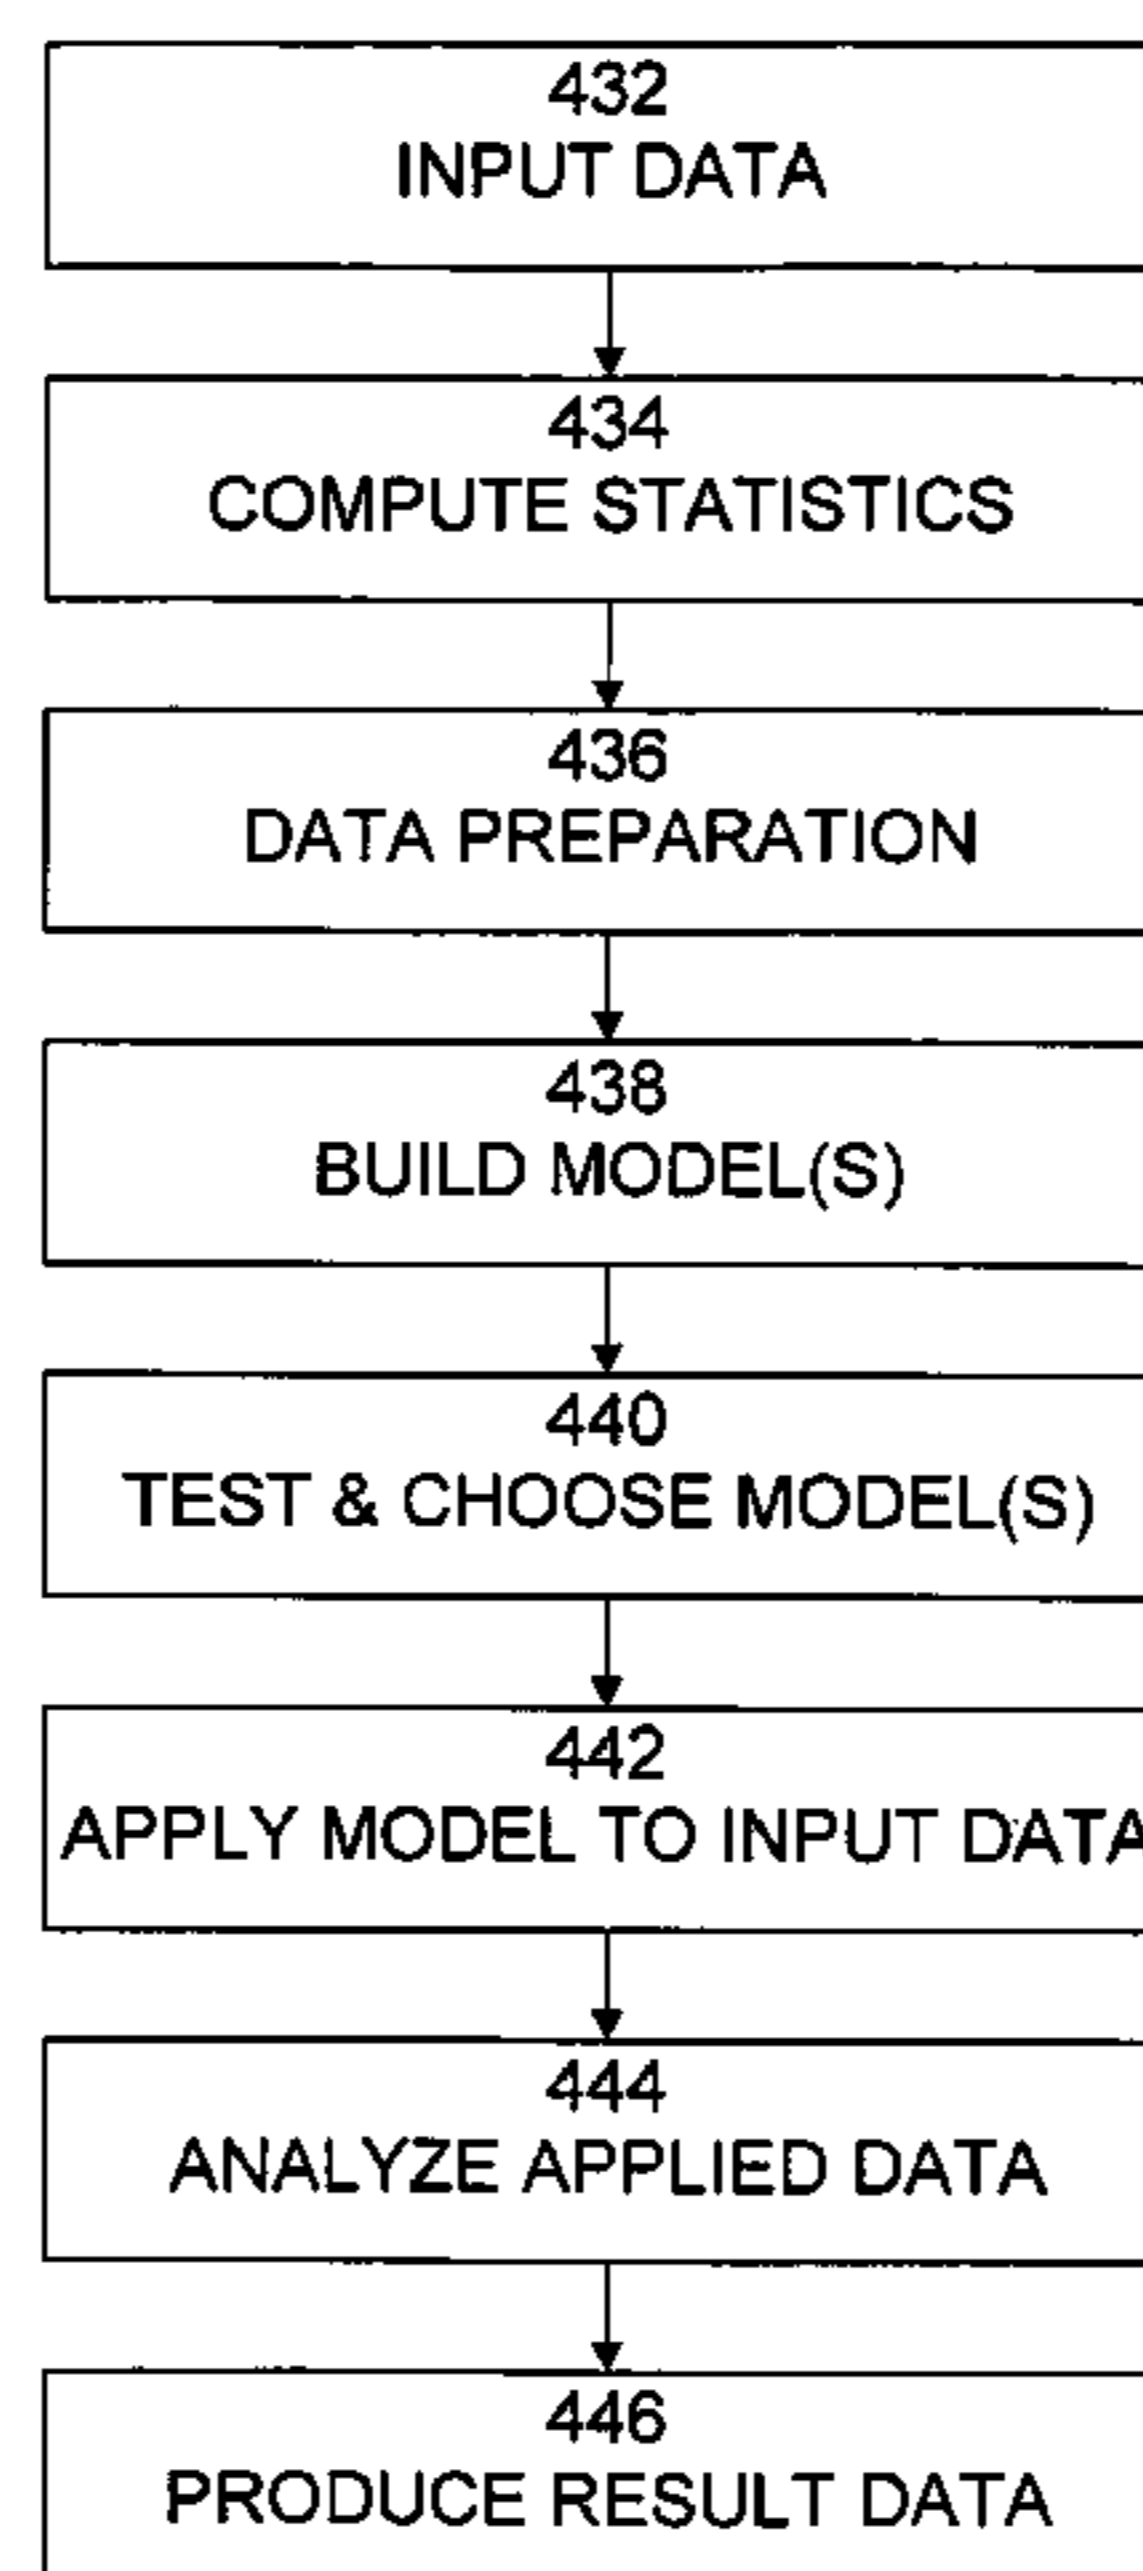 432
INPUT DATA
434
COMPUTE STATISTICS
436
DATA PREPARATION
438
BUILD MODEL(S)
440
TEST & CHOOSE MODEL(S)
442
APPLY MODEL TO INPUT DATA
444
ANALYZE APPLIED DATA
446
PRODUCE RESULT DATA